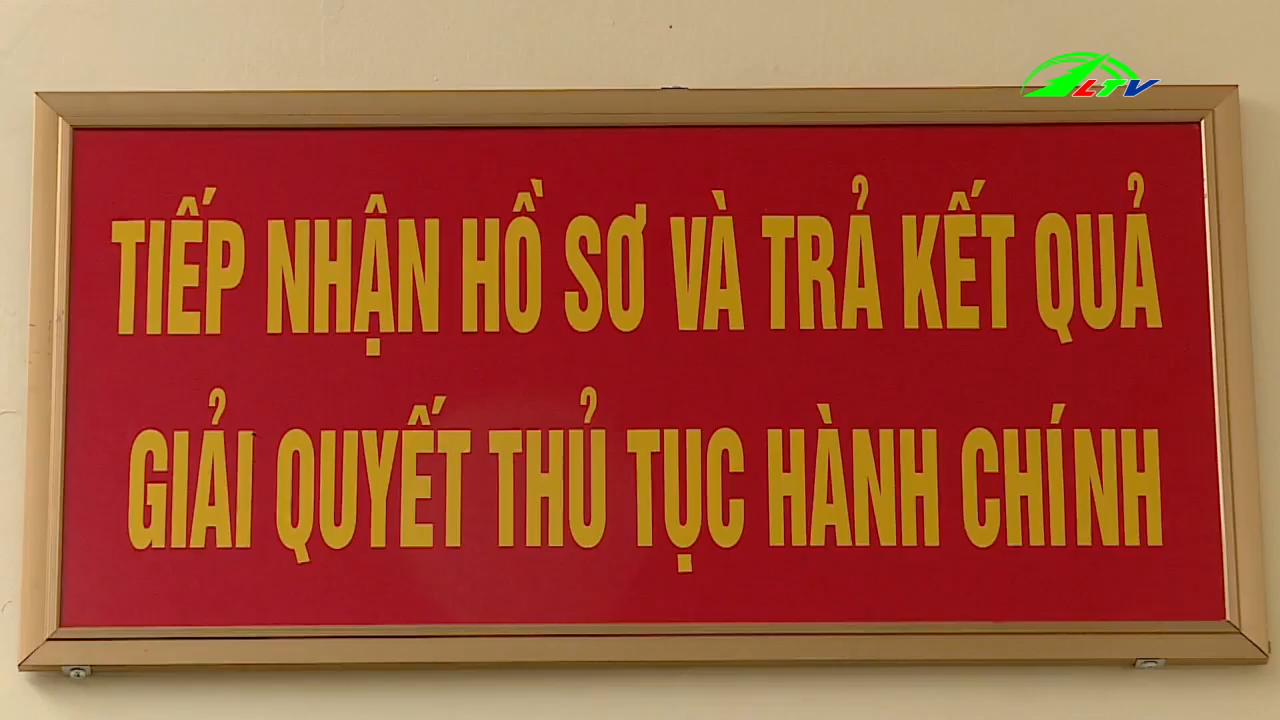 LTV
TIẾP NHẬN HỒ SƠ VÀ TRẢ KẾT QUẢ
GIẢI QUYẾT THỦ TỤC HÀNH CHÍNH